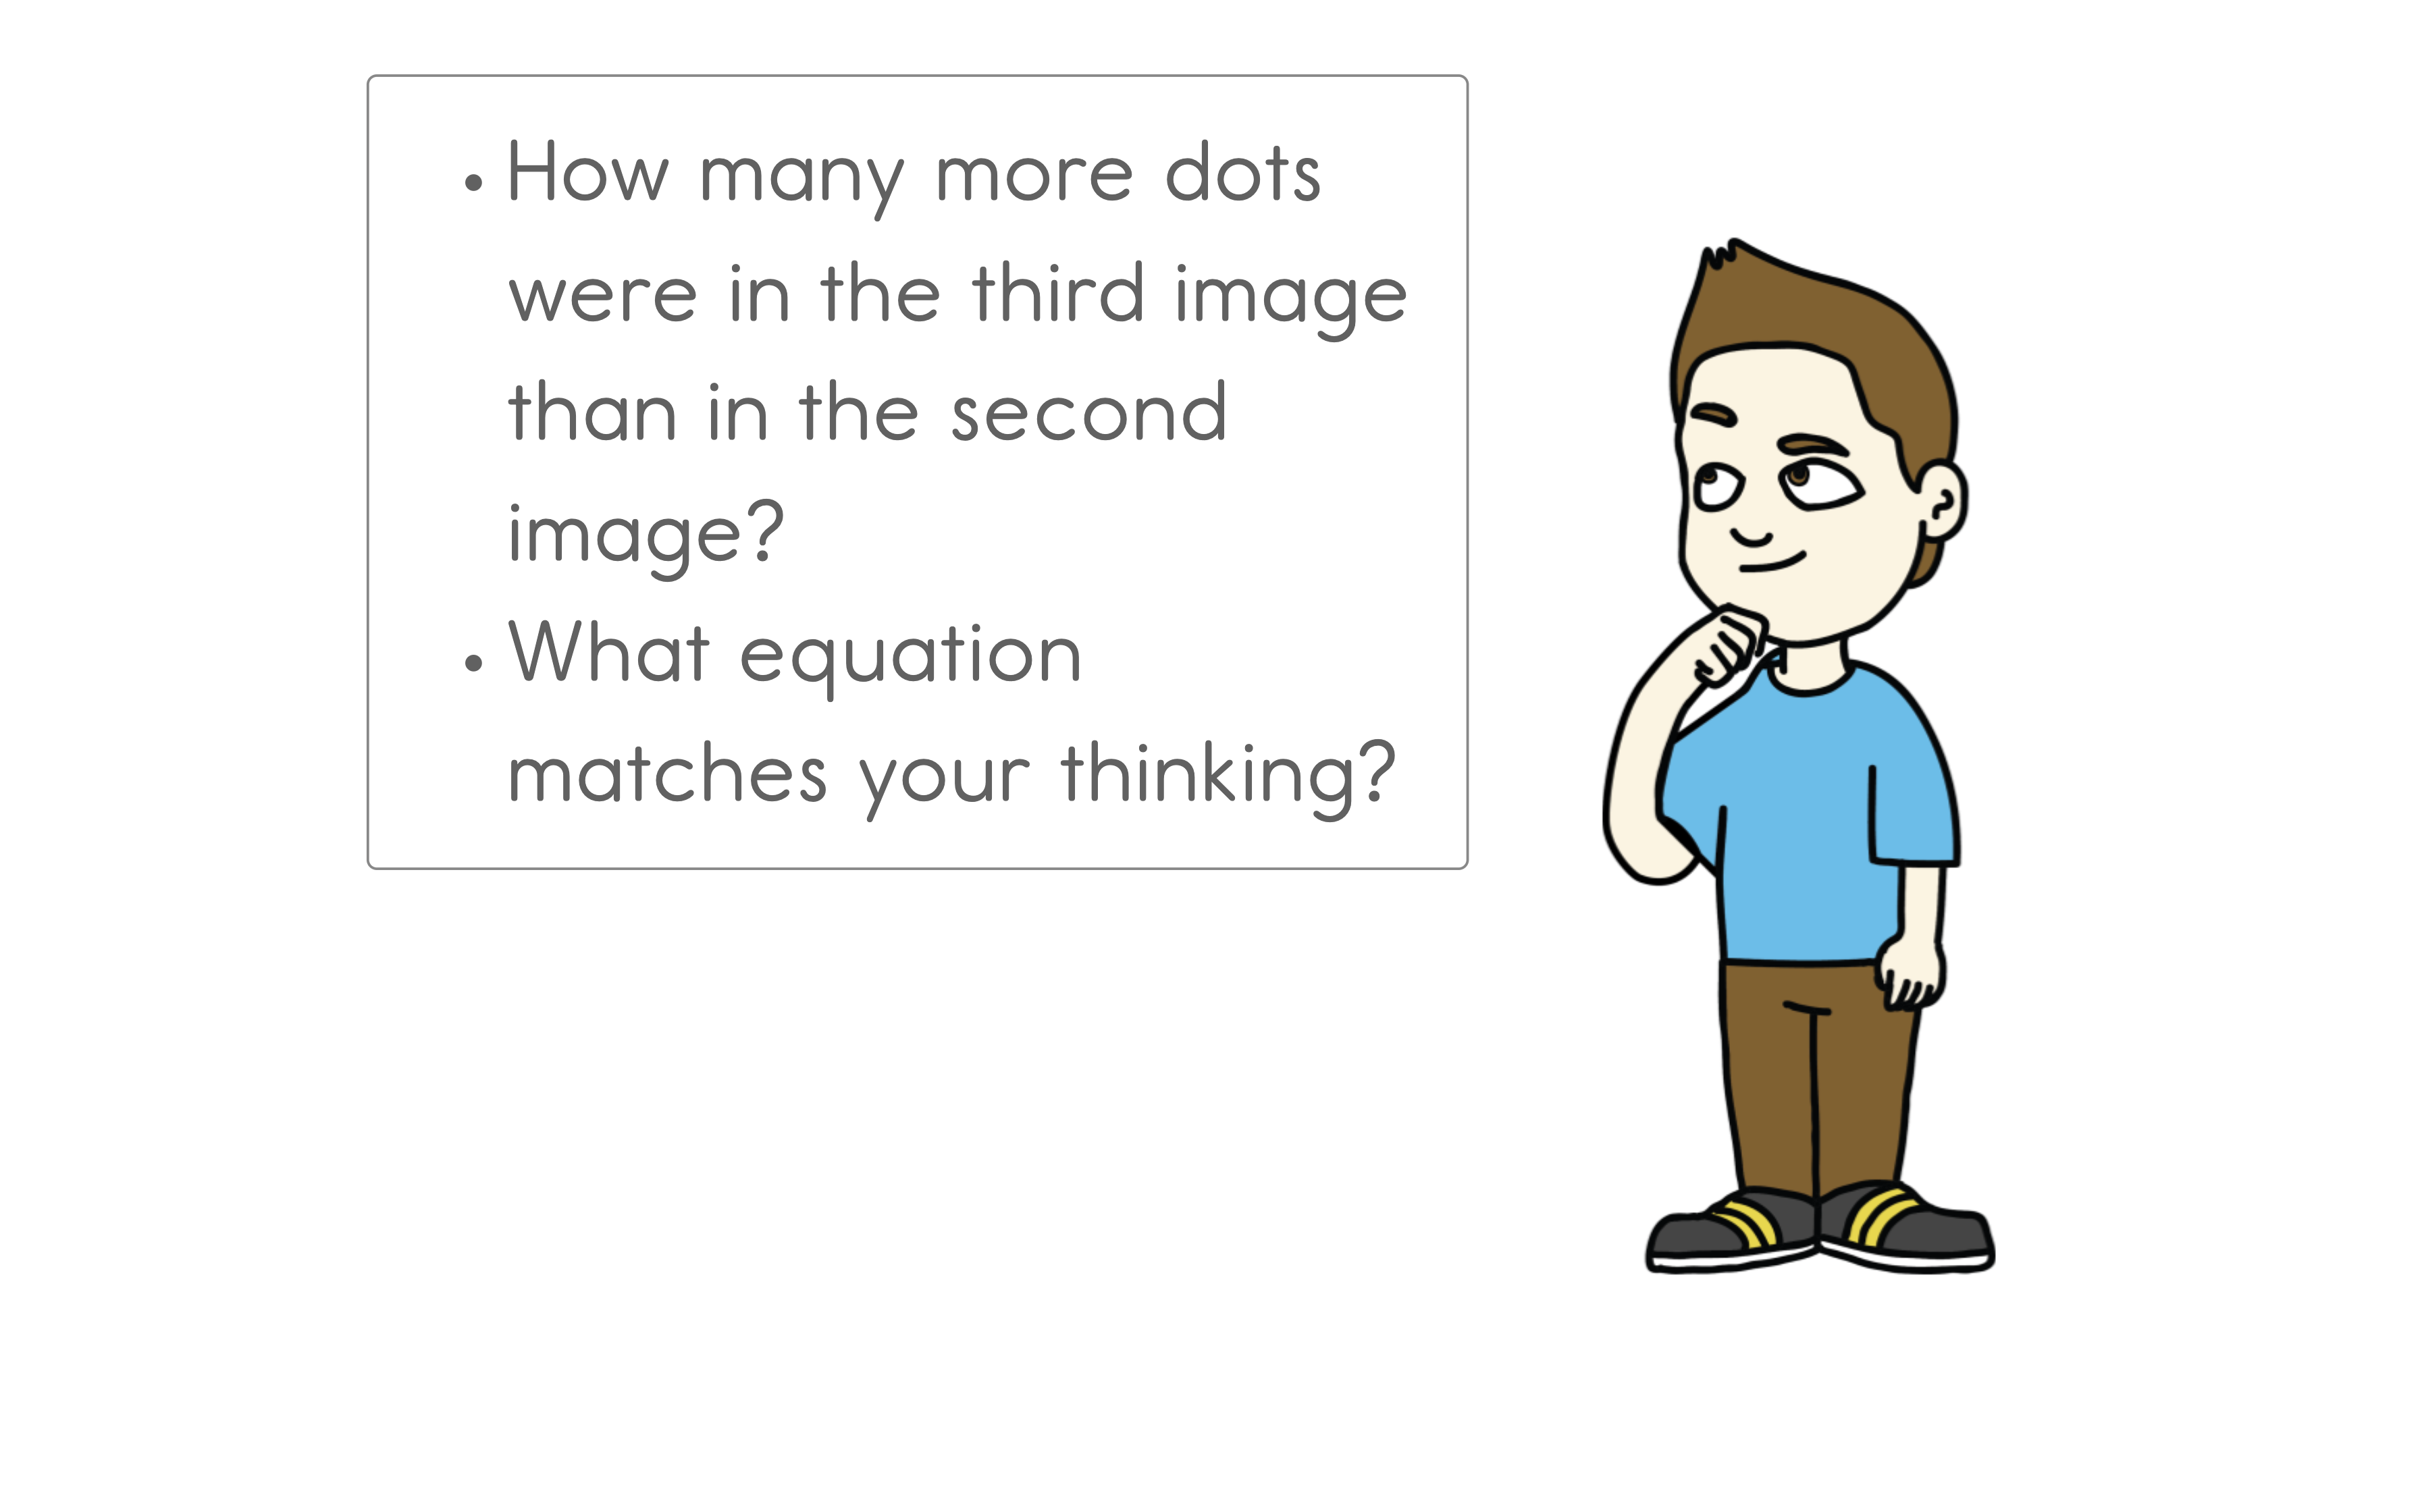 • How many more dots
were in the third image
than in the second
image?
• What equation
matches your thinking?